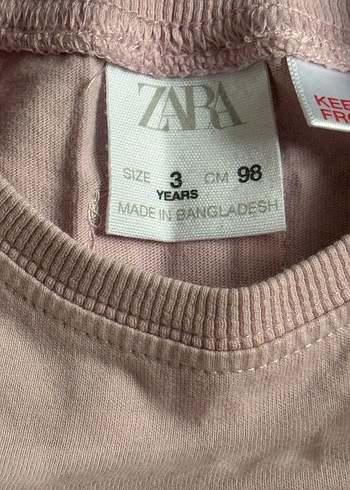 ZARA
SIZE 3 CM 98
YEARS
MADE IN BANGLADESH
KEE
FRO